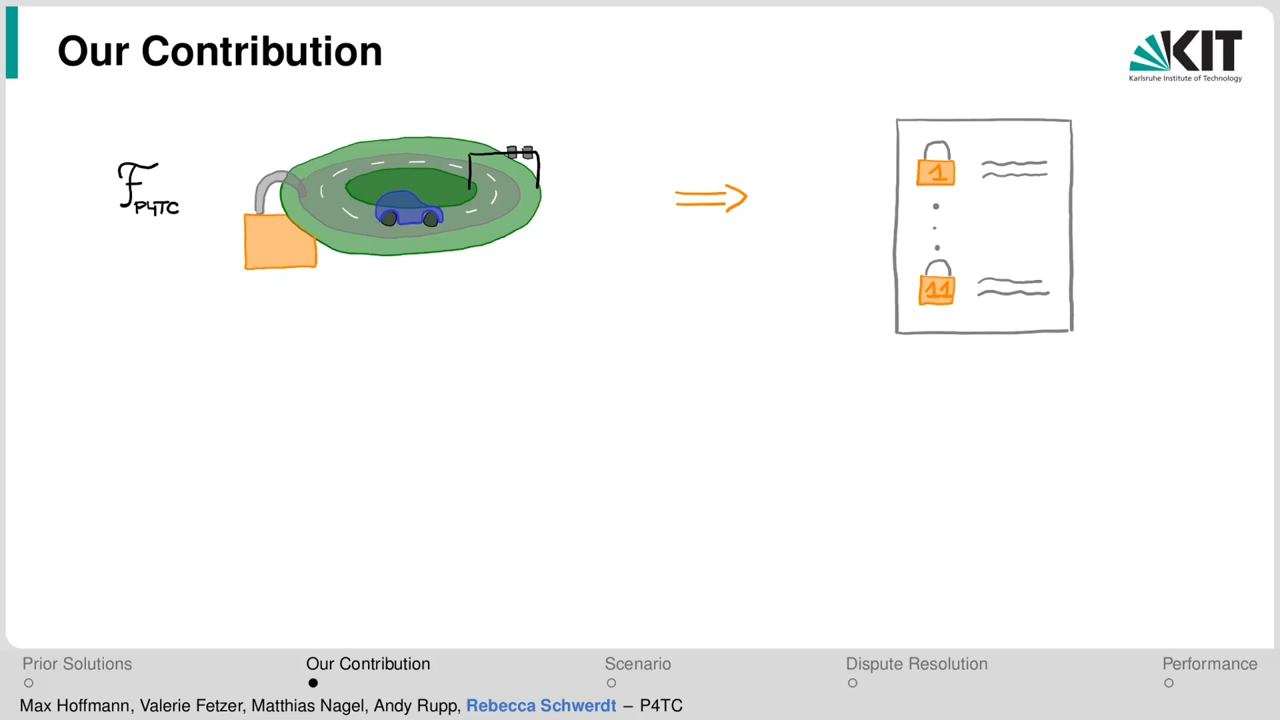 Our Contribution
KIT
Karlsruhe Institute of Technology
ℱ P4TC
1
11
Prior Solutions
Our Contribution
Scenario
Dispute Resolution
Performance
Max Hoffmann, Valerie Fetzer, Matthias Nagel, Andy Rupp, Rebecca Schwerdt – P4TC